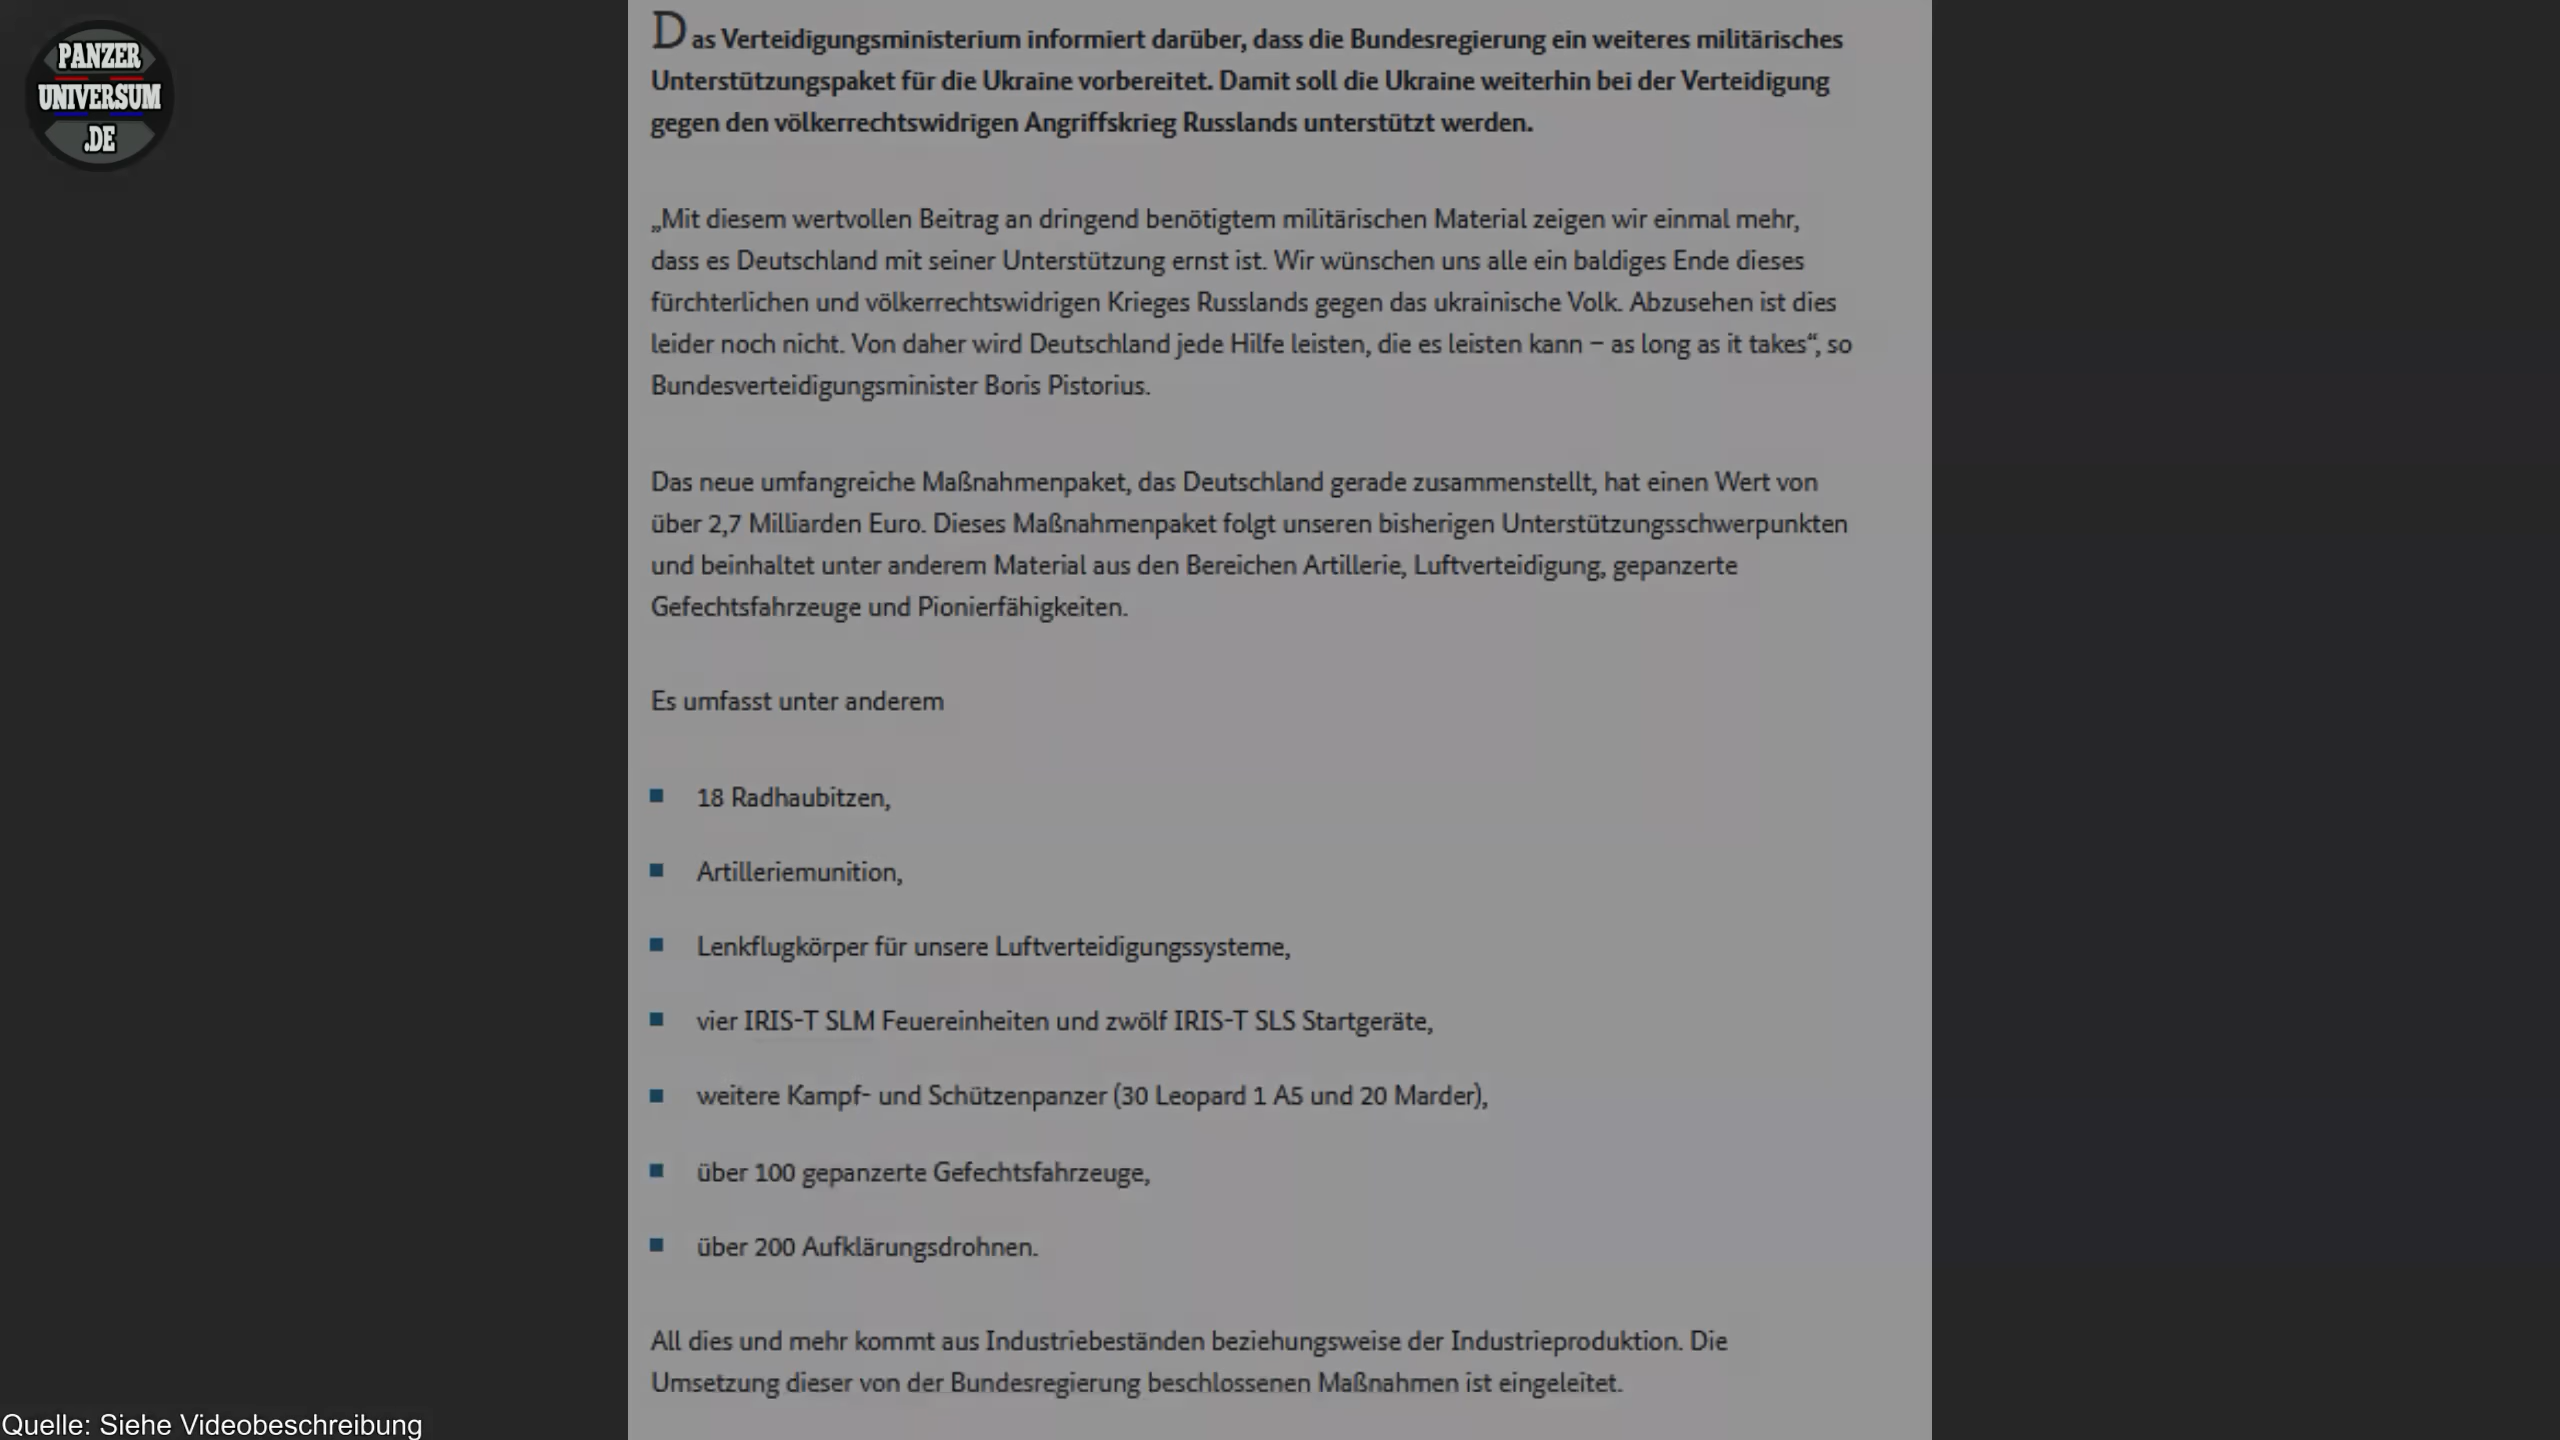 PANZER
UNIVERSUM
.DE
Das Verteidigungsministerium informiert darüber, dass die Bundesregierung ein weiteres militärisches
Unterstützungspaket für die Ukraine vorbereitet. Damit soll die Ukraine weiterhin bei der Verteidigung
gegen den völkerrechtswidrigen Angriffskrieg Russlands unterstützt werden.
„Mit diesem wertvollen Beitrag an dringend benötigtem militärischen Material zeigen wir einmal mehr,
dass es Deutschland mit seiner Unterstützung ernst ist. Wir wünschen uns alle ein baldiges Ende dieses
fürchterlichen und völkerrechtswidrigen Krieges Russlands gegen das ukrainische Volk. Abzusehen ist dies
leider noch nicht. Von daher wird Deutschland jede Hilfe leisten, die es leisten kann – as long as it takes“, so
Bundesverteidigungsminister Boris Pistorius.
Das neue umfangreiche Maßnahmenpaket, das Deutschland gerade zusammenstellt, hat einen Wert von
über 2,7 Milliarden Euro. Dieses Maßnahmenpaket folgt unseren bisherigen Unterstützungsschwerpunkten
und beinhaltet unter anderem Material aus den Bereichen Artillerie, Luftverteidigung, gepanzerte
Gefechtsfahrzeuge und Pionierfähigkeiten.
Es umfasst unter anderem
18 Radhaubitzen,
Artilleriemunition,
Lenkflugkörper für unsere Luftverteidigungssysteme,
vier IRIS-T SLM Feuereinheiten und zwölf IRIS-T SLS Startgeräte,
weitere Kampf- und Schützenpanzer (30 Leopard 1 A5 und 20 Marder),
über 100 gepanzerte Gefechtsfahrzeuge,
über 200 Aufklärungsdrohnen.
All dies und mehr kommt aus Industriebeständen beziehungsweise der Industrieproduktion. Die
Umsetzung dieser von der Bundesregierung beschlossenen Maßnahmen ist eingeleitet.
Quelle: Siehe Videobeschreibung